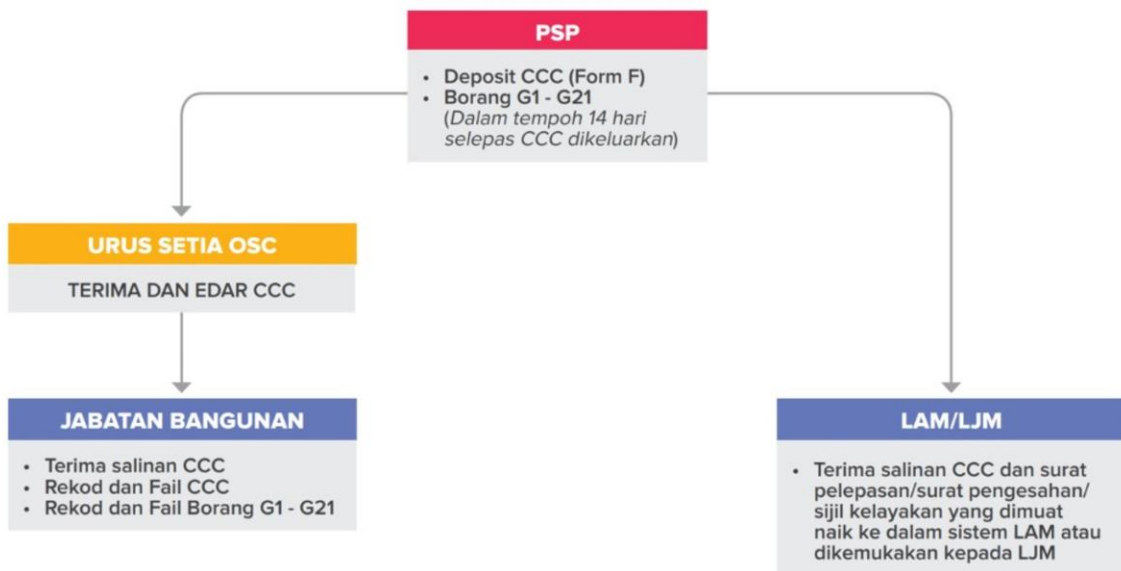 PSP
• Deposit CCC (Form F)
• Borang G1 - G21
(Dalam tempoh 14 hari
selepas CCC dikeluarkan)
URUS SETIA OSC
TERIMA DAN EDAR CCC
JABATAN BANGUNAN
• Terima salinan CCC
• Rekod dan Fail CCC
• Rekod dan Fail Borang G1 - G21
LAM/LJM
• Terima salinan CCC dan surat
pelepasan/surat pengesahan/
sijil kelayakan yang dimuat
naik ke dalam sistem LAM atau
dikemukakan kepada LJM